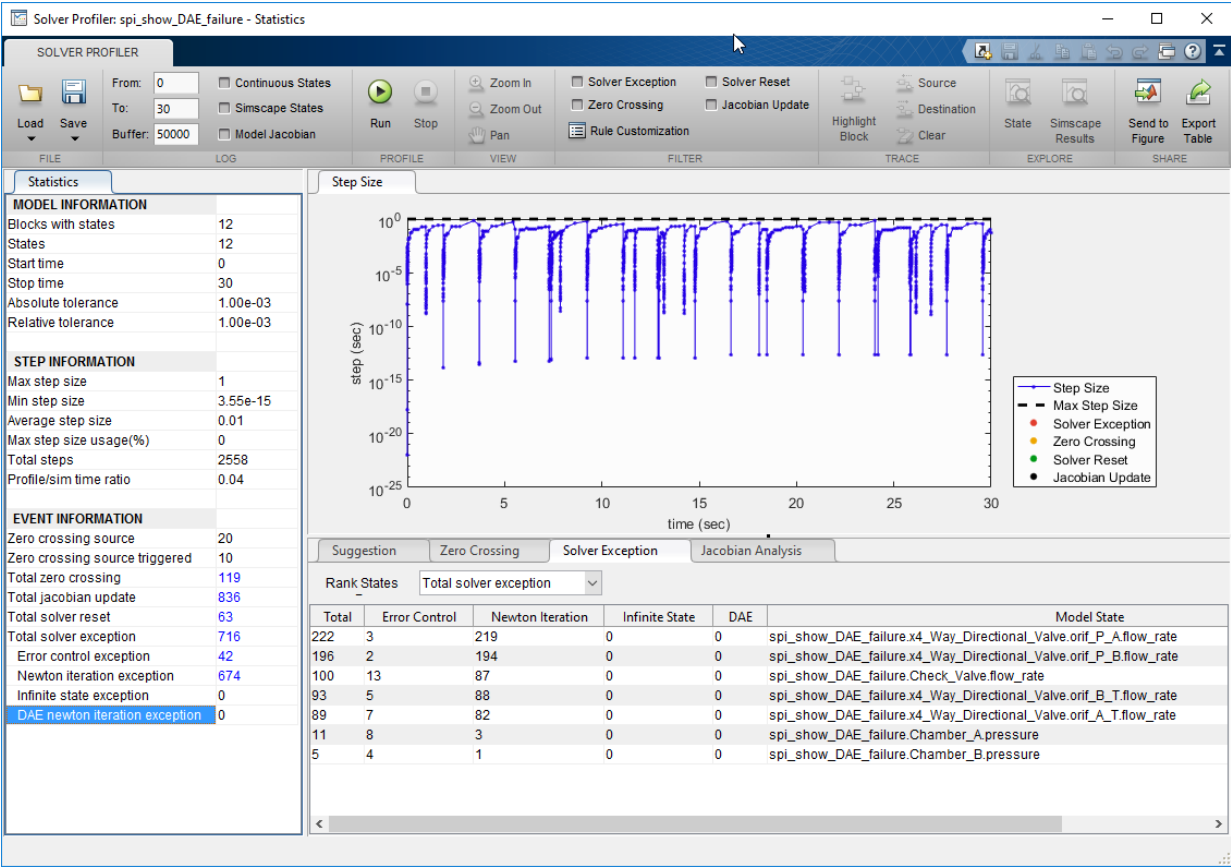 Solver Profiler: spi_show_DAE_failure - Statistics
SOLVER PROFILER
Load
Save
FILE
From: 0
To: 30
Buffer: 50000
Continuous States
Simscape States
Model Jacobian
LOG
Run
Stop
PROFILE
Zoom In
Zoom Out
Pan
VIEW
Solver Exception
Solver Reset
Zero Crossing
Jacobian Update
Rule Customization
FILTER
Highlight
Block
Source
Destination
Clear
TRACE
State
Simscape
Results
EXPLORE
Send to
Figure
Export
Table
SHARE
Statistics
MODEL INFORMATION
Blocks with states 12
States 12
Start time 0
Stop time 30
Absolute tolerance 1.00e-03
Relative tolerance 1.00e-03
STEP INFORMATION
Max step size 1
Min step size 3.55e-15
Average step size 0.01
Max step size usage(%) 0
Total steps 2558
Profile/sim time ratio 0.04
EVENT INFORMATION
Zero crossing source 20
Zero crossing source triggered 10
Total zero crossing 119
Total jacobian update 836
Total solver reset 63
Total solver exception 716
Error control exception 42
Newton iteration exception 674
Infinite state exception 0
DAE newton iteration exception 0
Step Size
step (sec)
10^0
10^-5
10^-10
10^-15
10^-20
10^-25
0 5 10 15 20 25 30
time (sec)
Step Size
Max Step Size
Solver Exception
Zero Crossing
Solver Reset
Jacobian Update
Suggestion Zero Crossing Solver Exception Jacobian Analysis
Rank States Total solver exception
Total Error Control Newton Iteration Infinite State DAE Model State
222 3 219 0 0 spi_show_DAE_failure.x4_Way_Directional_Valve.orif_P_A.flow_rate
196 2 194 0 0 spi_show_DAE_failure.x4_Way_Directional_Valve.orif_P_B.flow_rate
100 13 87 0 0 spi_show_DAE_failure.Check_Valve.flow_rate
93 5 88 0 0 spi_show_DAE_failure.x4_Way_Directional_Valve.orif_B_T.flow_rate
89 7 82 0 0 spi_show_DAE_failure.x4_Way_Directional_Valve.orif_A_T.flow_rate
11 8 3 0 0 spi_show_DAE_failure.Chamber_A.pressure
5 4 1 0 0 spi_show_DAE_failure.Chamber_B.pressure